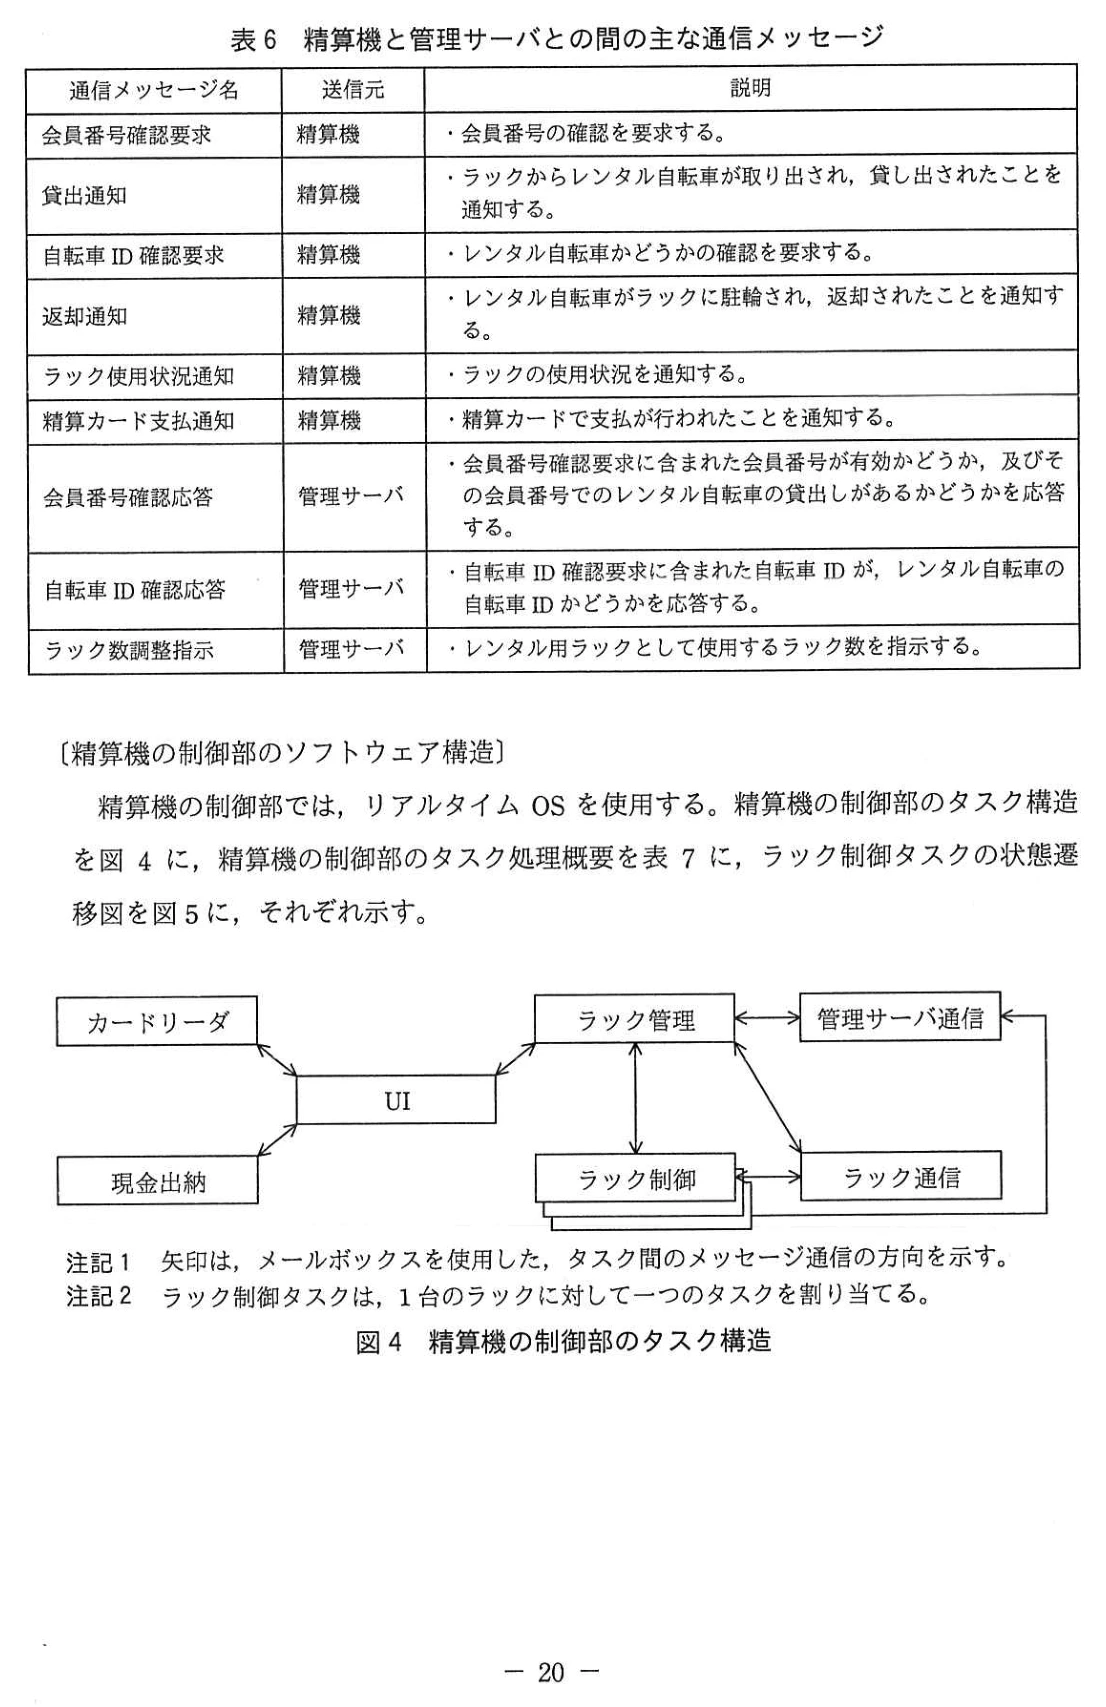 表6 精算機と管理サーバとの間の主な通信メッセージ
通信メッセージ名 送信元 説明
会員番号確認要求 精算機 ・会員番号の確認を要求する。
貸出通知 精算機 ・ラックからレンタル自転車が取り出され，貸し出されたことを
通知する。
自転車 ID 確認要求 精算機 ・レンタル自転車かどうかの確認を要求する。
返却通知 精算機 ・レンタル自転車がラックに駐輪され，返却されたことを通知す
る。
ラック使用状況通知 精算機 ・ラックの使用状況を通知する。
精算カード支払通知 精算機 ・精算カードで支払が行われたことを通知する。
会員番号確認応答 管理サーバ ・会員番号確認要求に含まれた会員番号が有効かどうか，及びそ
の会員番号でのレンタル自転車の貸出しがあるかどうかを応答
する。
自転車 ID 確認応答 管理サーバ ・自転車 ID 確認要求に含まれた自転車 ID が，レンタル自転車の
自転車 ID かどうかを応答する。
ラック数調整指示 管理サーバ ・レンタル用ラックとして使用するラック数を指示する。
〔精算機の制御部のソフトウェア構造〕
精算機の制御部では，リアルタイム OS を使用する。精算機の制御部のタスク構造
を図 4 に，精算機の制御部のタスク処理概要を表 7 に，ラック制御タスクの状態遷
移図を図5に，それぞれ示す。
カードリーダ ラック管理 管理サーバ通信
UI
現金出納 ラック制御 ラック通信
注記1 矢印は，メールボックスを使用した，タスク間のメッセージ通信の方向を示す。
注記2 ラック制御タスクは，1台のラックに対して一つのタスクを割り当てる。
図4 精算機の制御部のタスク構造
－ 20 －